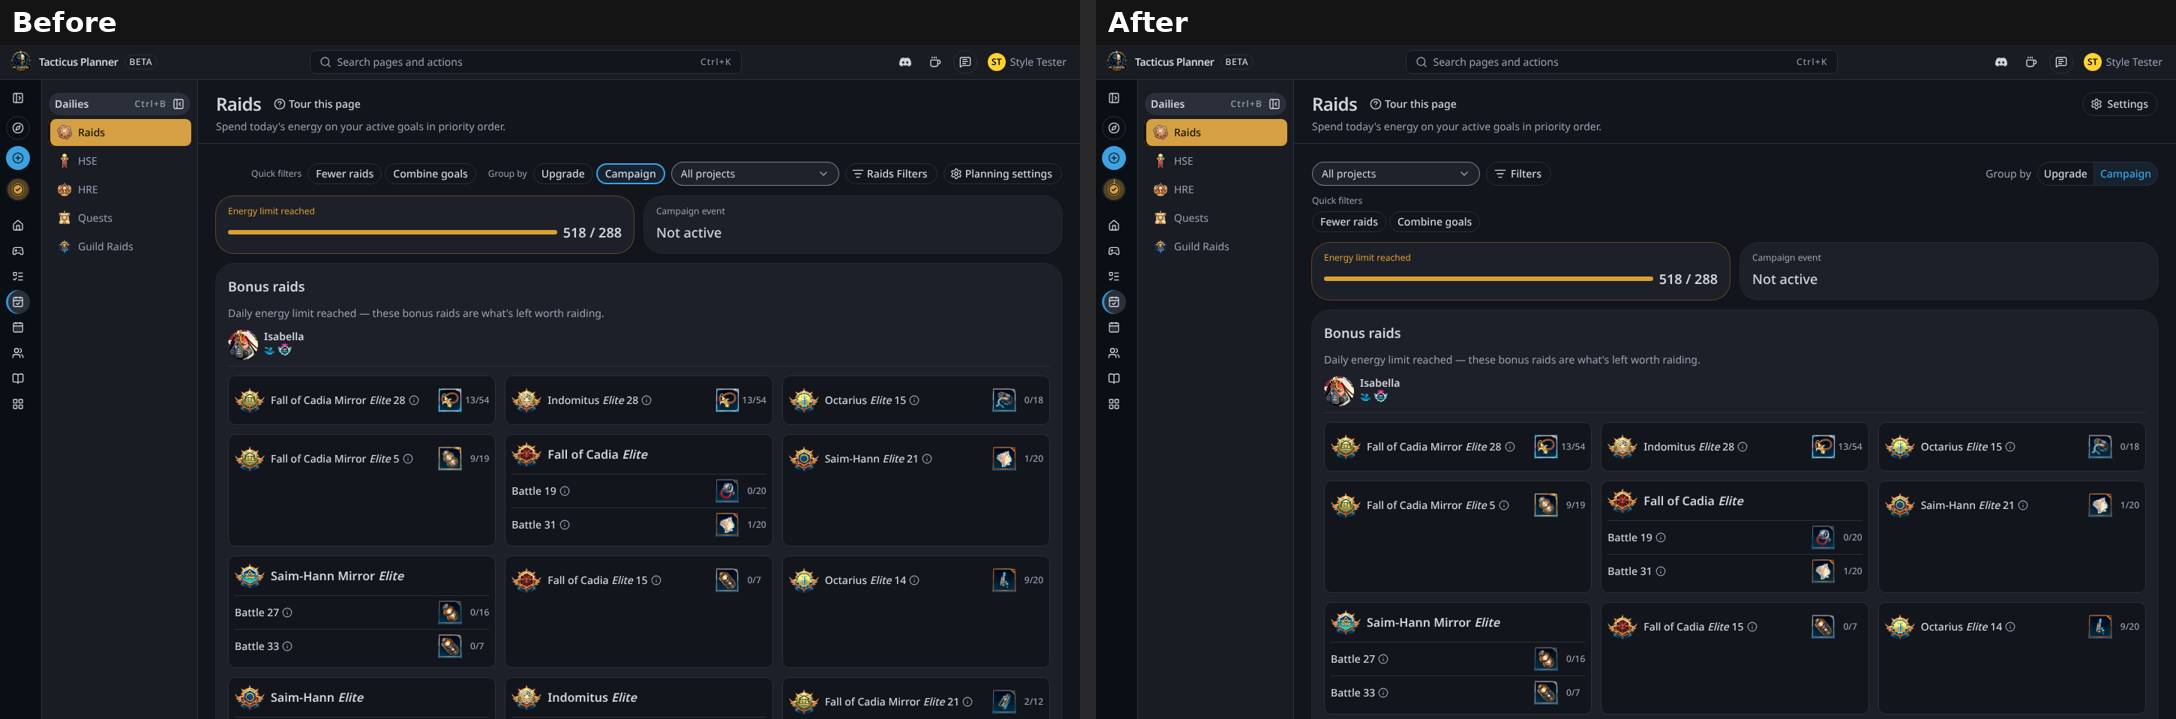 Before
Tacticus Planner BETA
Search pages and actions Ctrl+K
ST Style Tester
Dailies Ctrl+B
Raids
HSE
HRE
Quests
Guild Raids
Raids Tour this page
Spend today's energy on your active goals in priority order.
Quick filters Fewer raids Combine goals Group by Upgrade Campaign All projects Raids Filters Planning settings
Energy limit reached
518 / 288
Campaign event
Not active
Bonus raids
Daily energy limit reached — these bonus raids are what's left worth raiding.
Isabella
Fall of Cadia Mirror Elite 28 13/54
Indomitus Elite 28 13/54
Octarius Elite 15 0/18
Fall of Cadia Mirror Elite 5 9/19
Fall of Cadia Elite
Battle 19 0/20
Battle 31 1/20
Saim-Hann Elite 21 1/20
Saim-Hann Mirror Elite
Battle 27 0/16
Battle 33 0/7
Fall of Cadia Elite 15 0/7
Octarius Elite 14 9/20
Saim-Hann Elite
Indomitus Elite
Fall of Cadia Mirror Elite 21 2/12
After
Tacticus Planner BETA
Search pages and actions Ctrl+K
ST Style Tester
Dailies Ctrl+B
Raids
HSE
HRE
Quests
Guild Raids
Raids Tour this page
Settings
Spend today's energy on your active goals in priority order.
All projects Filters
Group by Upgrade Campaign
Quick filters
Fewer raids Combine goals
Energy limit reached
518 / 288
Campaign event
Not active
Bonus raids
Daily energy limit reached — these bonus raids are what's left worth raiding.
Isabella
Fall of Cadia Mirror Elite 28 13/54
Indomitus Elite 28 13/54
Octarius Elite 15 0/18
Fall of Cadia Mirror Elite 5 9/19
Fall of Cadia Elite
Battle 19 0/20
Battle 31 1/20
Saim-Hann Elite 21 1/20
Saim-Hann Mirror Elite
Battle 27 0/16
Battle 33 0/7
Fall of Cadia Elite 15 0/7
Octarius Elite 14 9/20